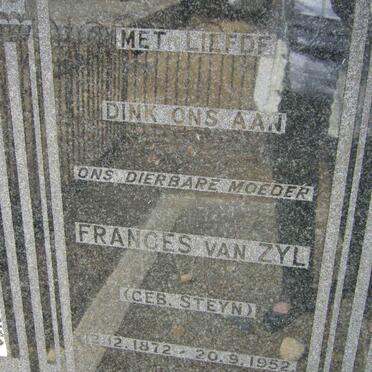 MET LIEFDE
DINK ONS AAN
ONS DIERBARE MOEDER
FRANCES VAN ZYL
(GEB. STEYN)
12.12.1872 - 20.9.1952